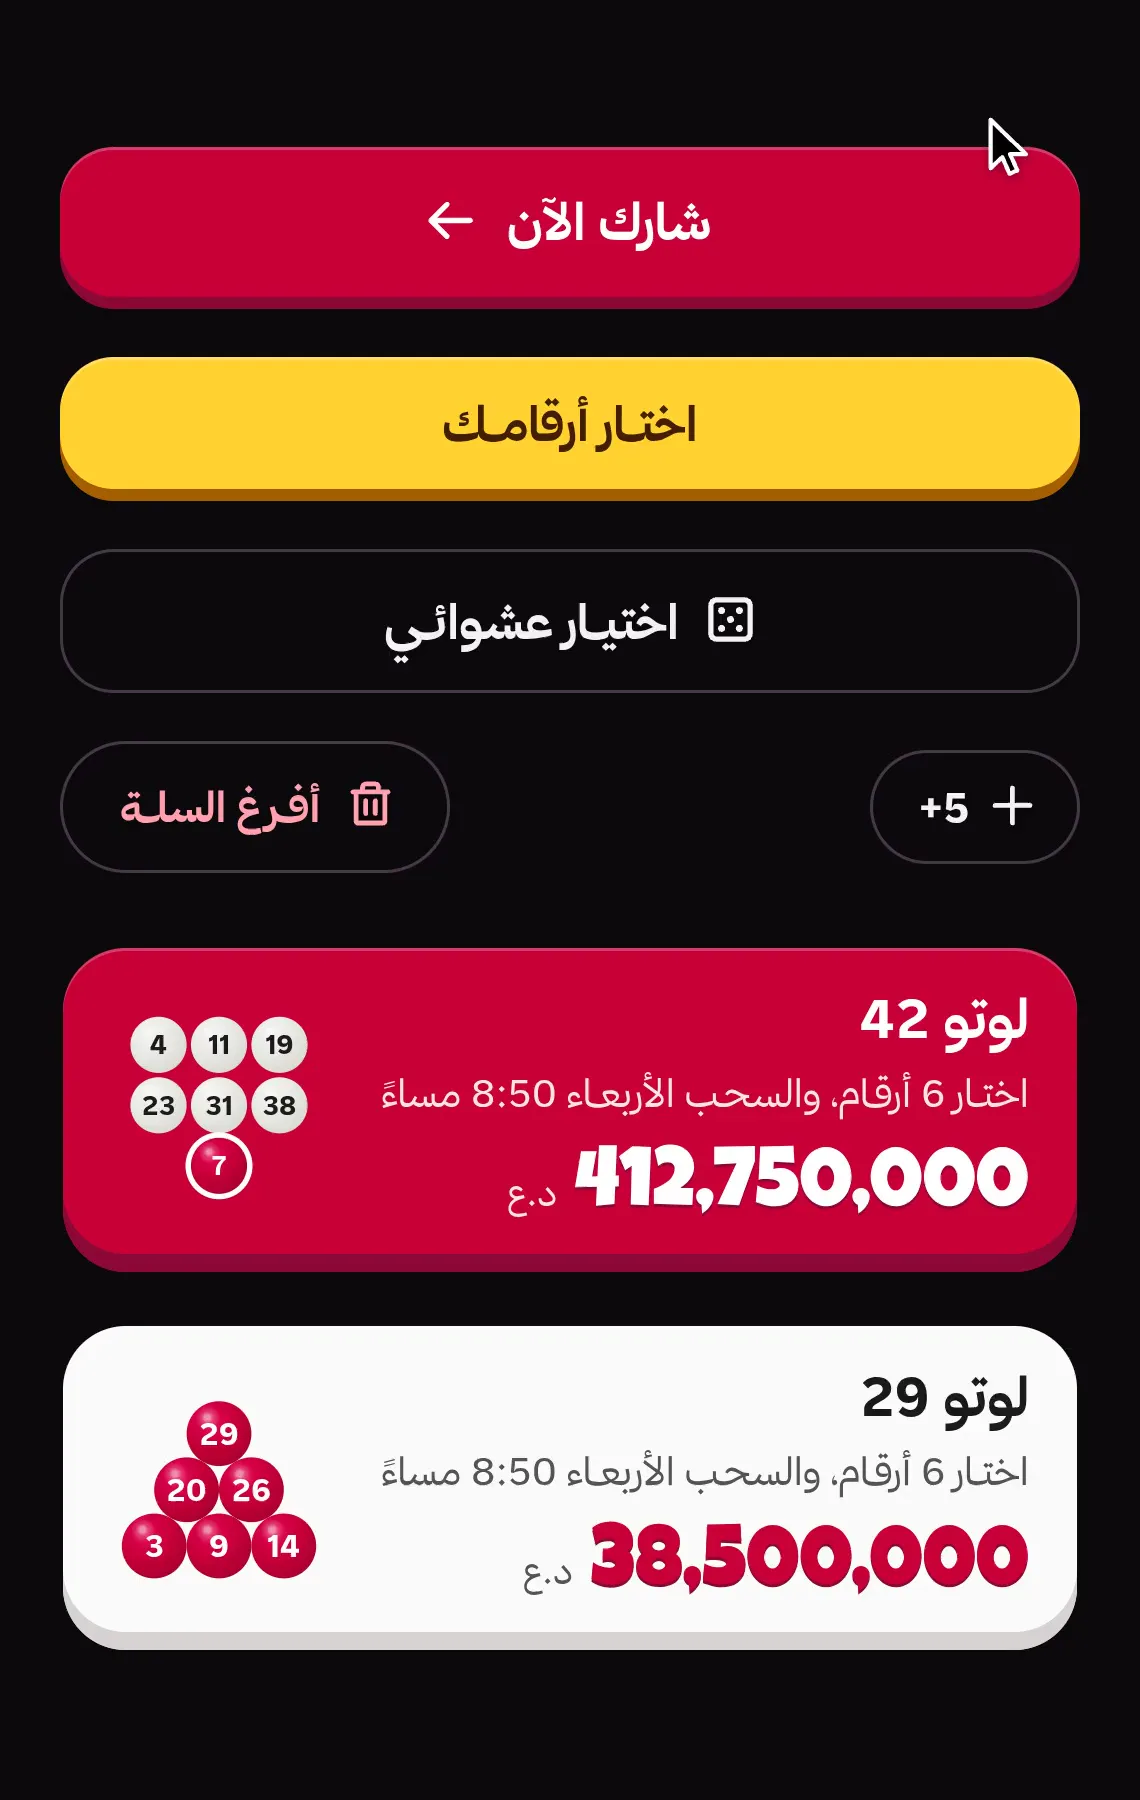 شارك الآن
اختار أرقامك
اختيار عشوائي
+5
أفرغ السلة
لوتو 42
اختار 6 أرقام، والسحب الأربعاء 8:50 مساءً
412,750,000 د.ع
4 11 19
23 31 38
7
لوتو 29
اختار 6 أرقام، والسحب الأربعاء 8:50 مساءً
38,500,000 د.ع
29
20 26
3 9 14